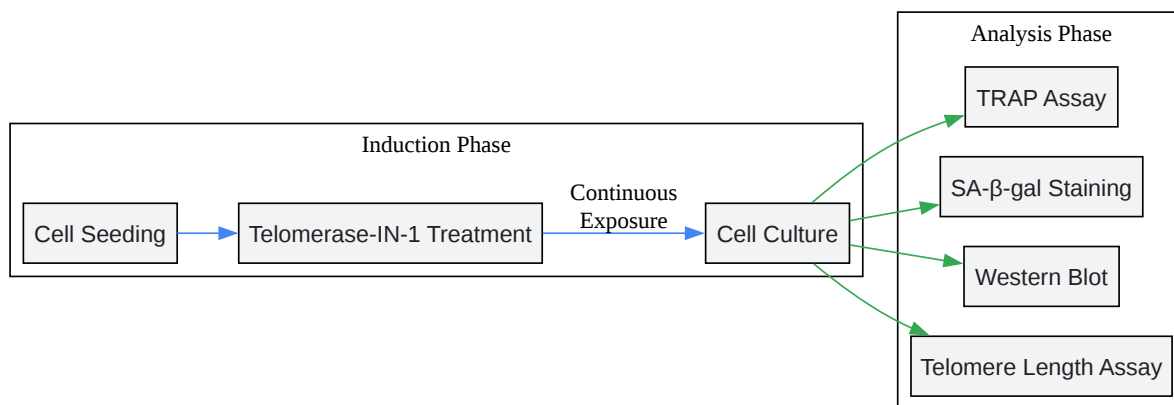 Induction Phase
Cell Seeding
Telomerase-IN-1 Treatment
Continuous
Exposure
Cell Culture
Analysis Phase
TRAP Assay
SA-β-gal Staining
Western Blot
Telomere Length Assay